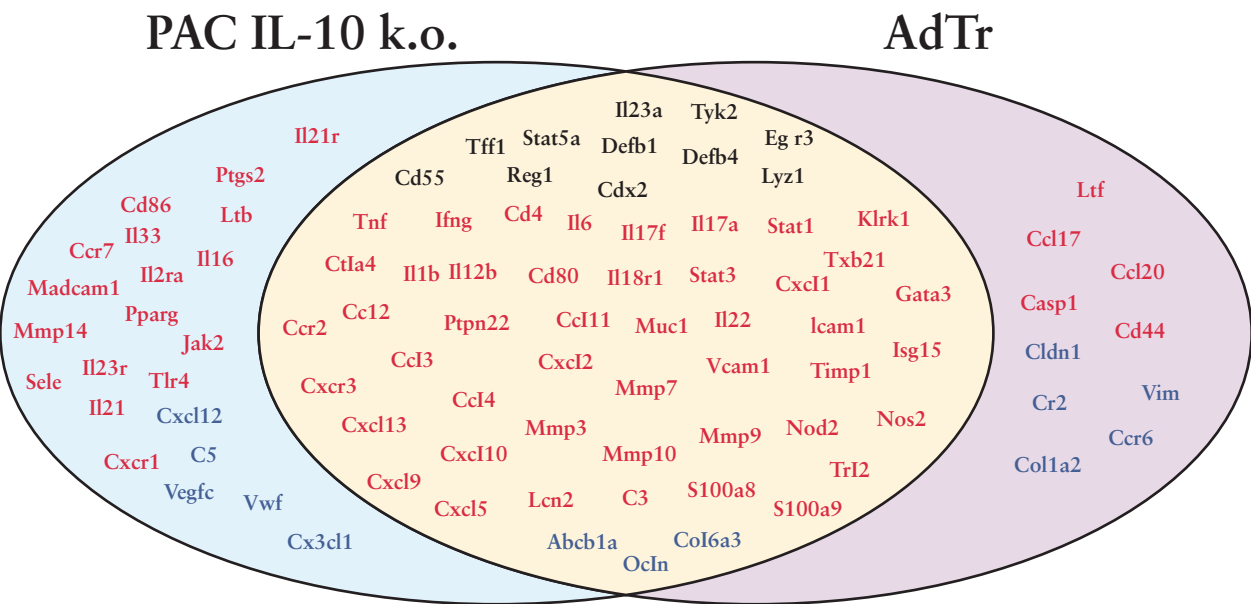 PAC IL-10 k.o.
AdTr
Il21r
Ptgs2
Cd86
Ltb
Il33
Ccr7
Il16
Il2ra
Madcam1
Pparg
Mmp14
Jak2
Il23r
Sele
Tlr4
Il21
Cxcl12
C5
Cxcr1
Vegfc
Vwf
Cx3cl1
Il23a
Tyk2
Tff1
Stat5a
Defb1
Eg r3
Defb4
Cd55
Reg1
Cdx2
Lyz1
Tnf
Ifng
Cd4
Il6
Il17f
Il17a
Stat1
Klrk1
CtIa4
Il1b
Il12b
Cd80
Il18r1
Stat3
Txb21
CxcI1
Gata3
Ccr2
Cc12
Ptpn22
CcI11
Muc1
Il22
lcam1
Isg15
CcI3
CxcI2
Vcam1
Timp1
Cxcr3
CcI4
Mmp7
Cxcl13
Mmp3
Mmp9
Nod2
Nos2
CxcI10
Mmp10
TrI2
Cxcl9
Cxcl5
Lcn2
C3
S100a8
S100a9
Abcb1a
CoI6a3
OcIn
Ltf
Ccl17
Ccl20
Casp1
Cd44
Cldn1
Vim
Cr2
Ccr6
Col1a2